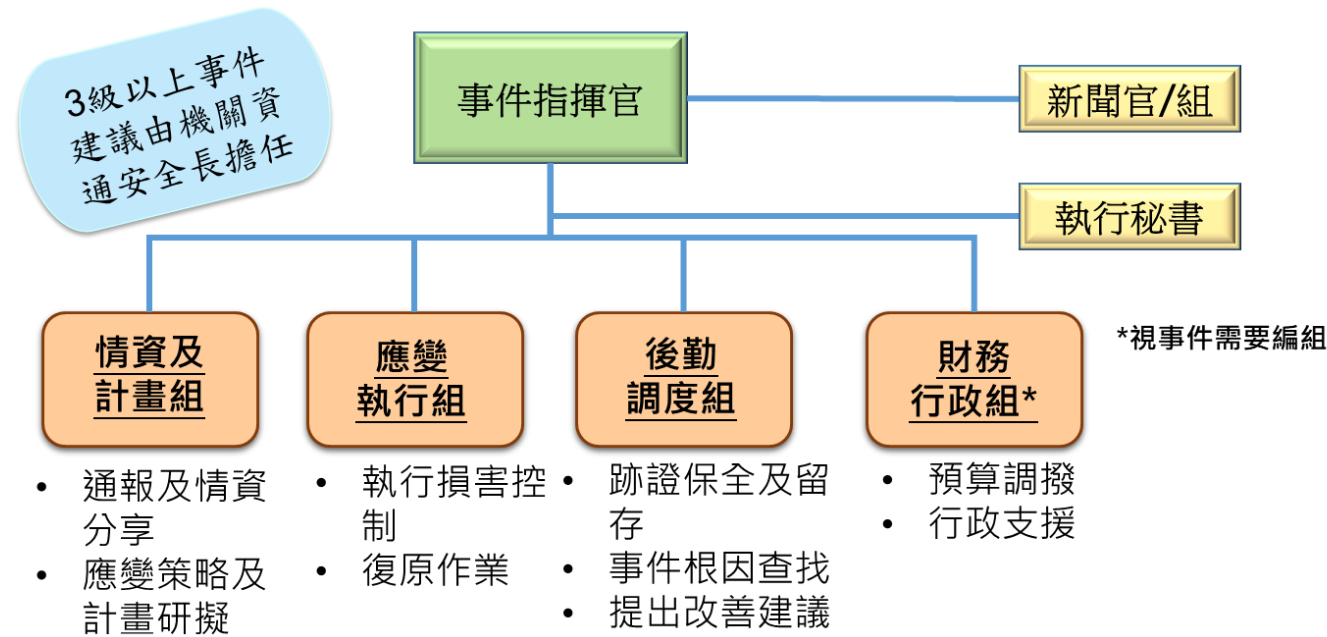 3級以上事件
建議由機關資
通安全長擔任
事件指揮官
新聞官/組
執行秘書
*視事件需要編組
情資及
計畫組
應變
執行組
後勤
調度組
財務
行政組*
• 通報及情資
分享
• 應變策略及
計畫研擬
• 執行損害控
制
• 復原作業
• 跡證保全及留
存
• 事件根因查找
• 提出改善建議
• 預算調撥
• 行政支援